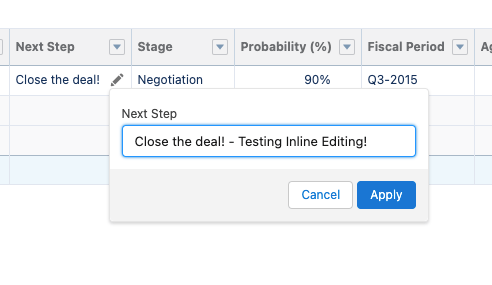 Next Step Stage Probability (%) Fiscal Period Ag
Close the deal! Negotiation 90% Q3-2015
Next Step
Close the deal! - Testing Inline Editing!
Cancel Apply